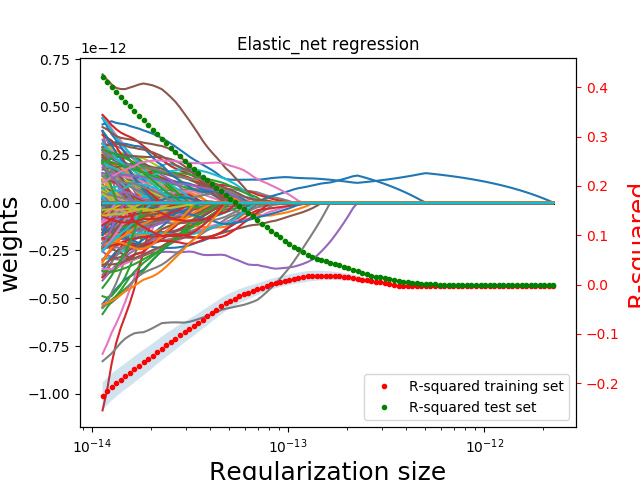 Elastic_net regression
1e−12
0.75
0.50
0.25
0.00
−0.25
−0.50
−0.75
−1.00
weights
0.4
0.3
0.2
0.1
0.0
−0.1
−0.2
R-squared
R-squared training set
R-squared test set
10⁻¹⁴ 10⁻¹³ 10⁻¹²
Regularization size